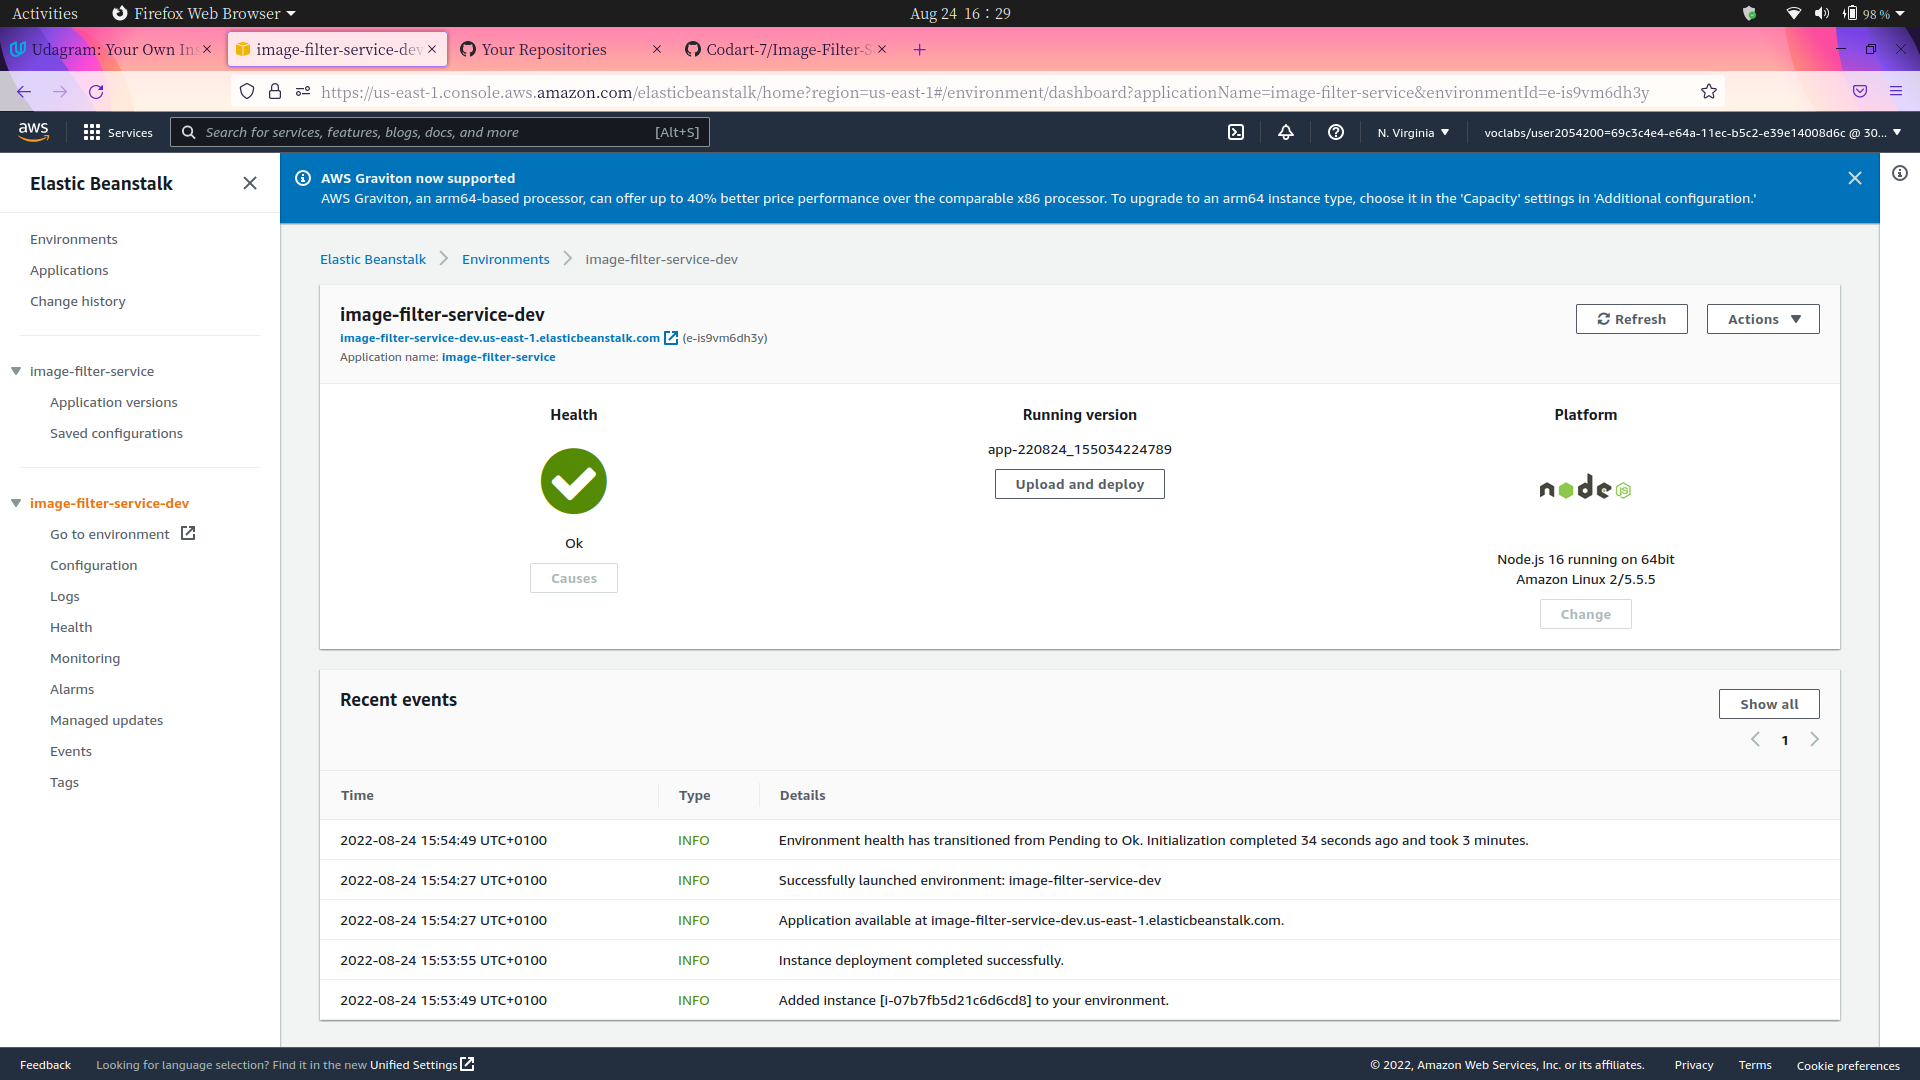 Activities
Firefox Web Browser
Aug 24 16 : 29
98 %
Udagram: Your Own Ins
image-filter-service-dev
Your Repositories
Codart-7/Image-Filter-S
https://us-east-1.console.aws.amazon.com/elasticbeanstalk/home?region=us-east-1#/environment/dashboard?applicationName=image-filter-service&environmentId=e-is9vm6dh3y
aws
Services
Search for services, features, blogs, docs, and more
[Alt+S]
N. Virginia
voclabs/user2054200=69c3c4e4-e64a-11ec-b5c2-e39e14008d6c @ 30...
Elastic Beanstalk
Environments
Applications
Change history
image-filter-service
Application versions
Saved configurations
image-filter-service-dev
Go to environment
Configuration
Logs
Health
Monitoring
Alarms
Managed updates
Events
Tags
AWS Graviton now supported
AWS Graviton, an arm64-based processor, can offer up to 40% better price performance over the comparable x86 processor. To upgrade to an arm64 instance type, choose it in the 'Capacity' settings in 'Additional configuration.'
Elastic Beanstalk
Environments
image-filter-service-dev
image-filter-service-dev
image-filter-service-dev.us-east-1.elasticbeanstalk.com (e-is9vm6dh3y)
Application name: image-filter-service
Refresh
Actions
Health
Ok
Causes
Running version
app-220824_155034224789
Upload and deploy
Platform
node JS
Node.js 16 running on 64bit
Amazon Linux 2/5.5.5
Change
Recent events
Show all
1
Time Type Details
2022-08-24 15:54:49 UTC+0100 INFO Environment health has transitioned from Pending to Ok. Initialization completed 34 seconds ago and took 3 minutes.
2022-08-24 15:54:27 UTC+0100 INFO Successfully launched environment: image-filter-service-dev
2022-08-24 15:54:27 UTC+0100 INFO Application available at image-filter-service-dev.us-east-1.elasticbeanstalk.com.
2022-08-24 15:53:55 UTC+0100 INFO Instance deployment completed successfully.
2022-08-24 15:53:49 UTC+0100 INFO Added instance [i-07b7fb5d21c6d6cd8] to your environment.
Feedback
Looking for language selection? Find it in the new Unified Settings
© 2022, Amazon Web Services, Inc. or its affiliates.
Privacy
Terms
Cookie preferences